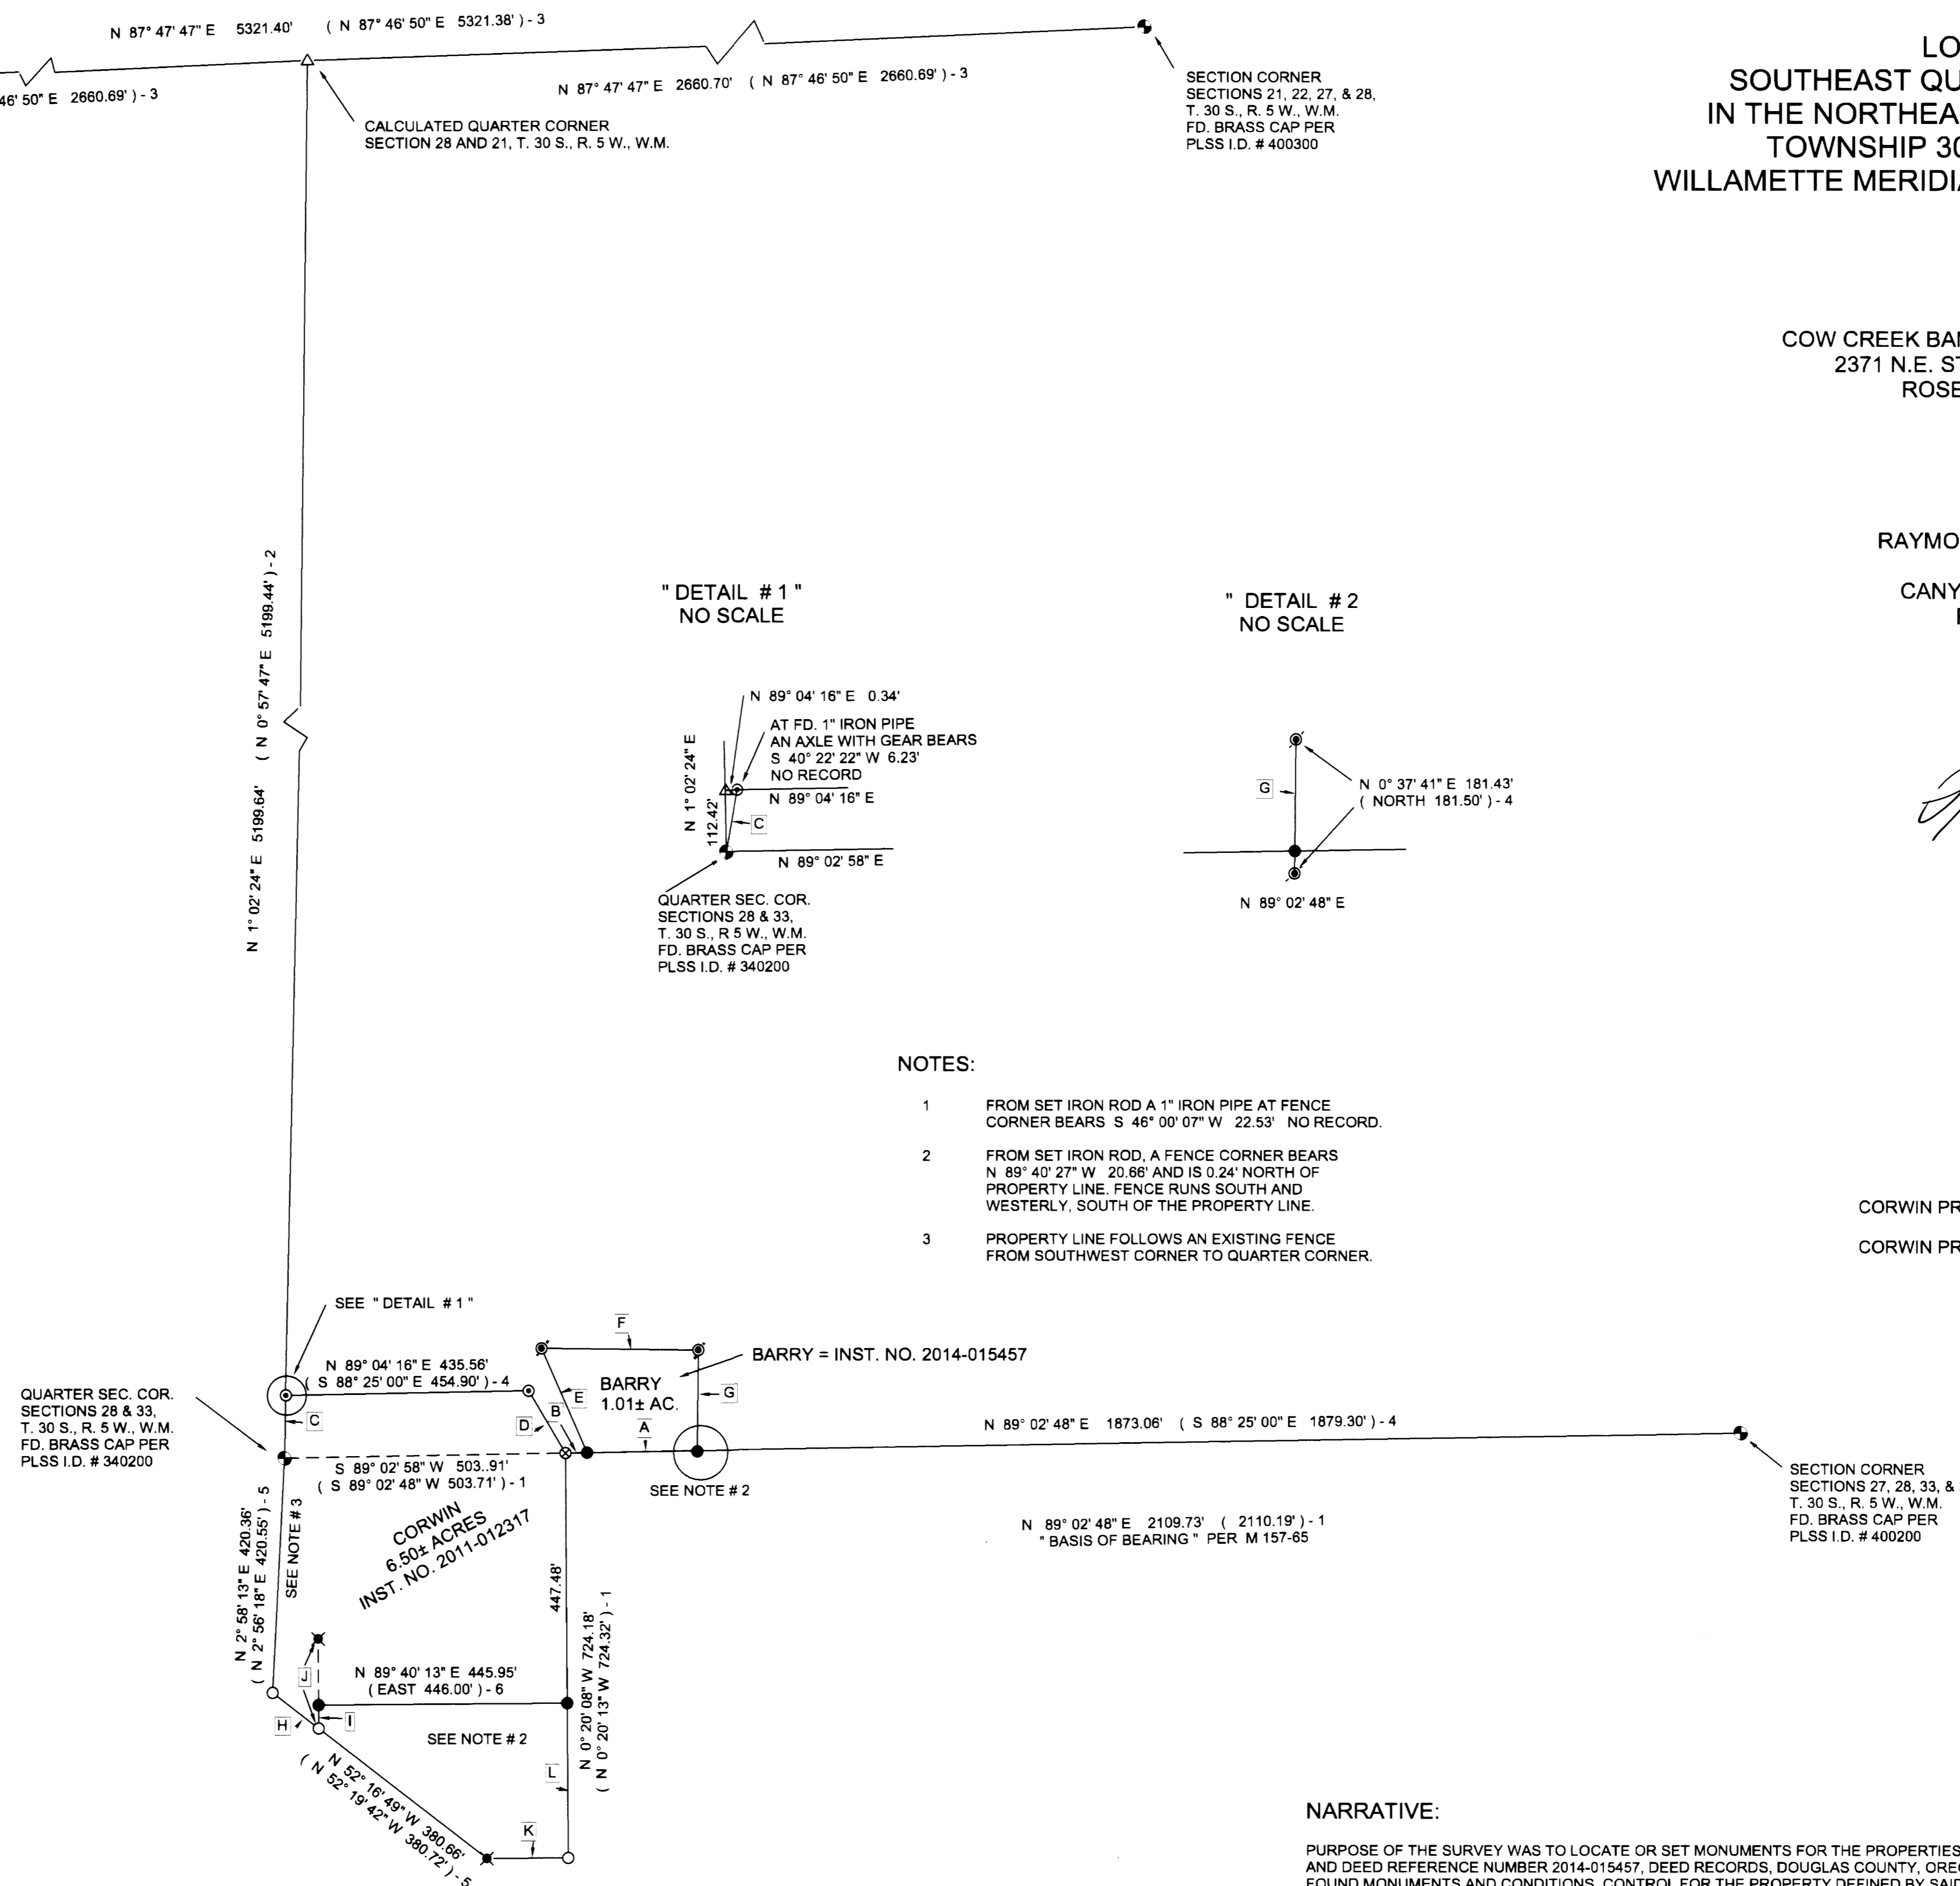 N 87° 47' 47" E 5321.40' ( N 87° 46' 50" E 5321.38' ) - 3
46' 50" E 2660.69' ) - 3
N 87° 47' 47" E 2660.70' ( N 87° 46' 50" E 2660.69' ) - 3
CALCULATED QUARTER CORNER
SECTION 28 AND 21, T. 30 S., R. 5 W., W.M.
SECTION CORNER
SECTIONS 21, 22, 27, & 28,
T. 30 S., R. 5 W., W.M.
FD. BRASS CAP PER
PLSS I.D. # 400300
LO
SOUTHEAST QU
IN THE NORTHEA
TOWNSHIP 30
WILLAMETTE MERIDIA
COW CREEK BAN
2371 N.E. ST
ROSE
RAYMO
CANY
N 1° 02' 24" E 5199.64' ( N 0° 57' 47" E 5199.44' ) - 2
" DETAIL # 1 "
NO SCALE
N 89° 04' 16" E 0.34'
AT FD. 1" IRON PIPE
AN AXLE WITH GEAR BEARS
S 40° 22' 22" W 6.23'
NO RECORD
N 89° 04' 16" E
N 1° 02' 24" E
112.42'
C
N 89° 02' 58" E
QUARTER SEC. COR.
SECTIONS 28 & 33,
T. 30 S., R 5 W., W.M.
FD. BRASS CAP PER
PLSS I.D. # 340200
" DETAIL # 2
NO SCALE
G
N 0° 37' 41" E 181.43'
( NORTH 181.50' ) - 4
N 89° 02' 48" E
NOTES:
1 FROM SET IRON ROD A 1" IRON PIPE AT FENCE
CORNER BEARS S 46° 00' 07" W 22.53' NO RECORD.
2 FROM SET IRON ROD, A FENCE CORNER BEARS
N 89° 40' 27" W 20.66' AND IS 0.24' NORTH OF
PROPERTY LINE. FENCE RUNS SOUTH AND
WESTERLY, SOUTH OF THE PROPERTY LINE.
3 PROPERTY LINE FOLLOWS AN EXISTING FENCE
FROM SOUTHWEST CORNER TO QUARTER CORNER.
CORWIN PR
CORWIN PR
SEE " DETAIL # 1 "
N 89° 04' 16" E 435.56'
( S 88° 25' 00" E 454.90' ) - 4
F
BARRY = INST. NO. 2014-015457
BARRY
1.01± AC.
E
B
D
A
G
C
QUARTER SEC. COR.
SECTIONS 28 & 33,
T. 30 S., R. 5 W., W.M.
FD. BRASS CAP PER
PLSS I.D. # 340200
S 89° 02' 58" W 503..91'
( S 89° 02' 48" W 503.71' ) - 1
SEE NOTE # 2
N 89° 02' 48" E 1873.06' ( S 88° 25' 00" E 1879.30' ) - 4
N 89° 02' 48" E 2109.73' ( 2110.19' ) - 1
" BASIS OF BEARING " PER M 157-65
SECTION CORNER
SECTIONS 27, 28, 33, &
T. 30 S., R. 5 W., W.M.
FD. BRASS CAP PER
PLSS I.D. # 400200
N 2° 58' 13" E 420.36'
( N 2° 56' 18" E 420.55' ) - 5
SEE NOTE # 3
CORWIN
6.50± ACRES
INST. NO. 2011-012317
447.48'
N 0° 20' 08" W 724.18'
( N 0° 20' 13" W 724.32' ) - 1
J
N 89° 40' 13" E 445.95'
( EAST 446.00' ) - 6
H
I
SEE NOTE # 2
L
K
N 52° 16' 49" W 380.66'
( N 52° 19' 42" W 380.72' ) - 5
NARRATIVE:
PURPOSE OF THE SURVEY WAS TO LOCATE OR SET MONUMENTS FOR THE PROPERTIES
AND DEED REFERENCE NUMBER 2014-015457, DEED RECORDS, DOUGLAS COUNTY, ORE
FOUND MONUMENTS AND CONDITIONS. CONTROL FOR THE PROPERTY DEFINED BY SAID